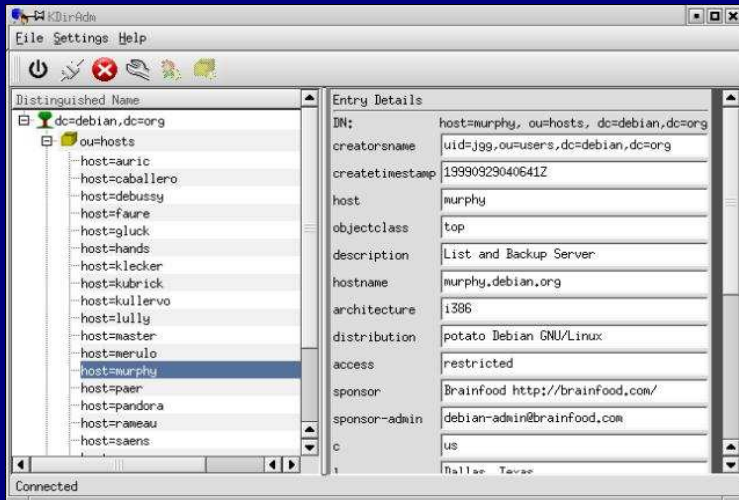 KDirAdm
File Settings Help
Distinguished Name
dc=debian,dc=org
ou=hosts
host=auric
host=caballero
host=debussy
host=faure
host=gluck
host=hands
host=klecker
host=kubrick
host=kullervo
host=lully
host=master
host=merulo
host=murphy
host=paer
host=pandora
host=rameau
host=saens
Entry Details
DN: host=murphy, ou=hosts, dc=debian,dc=org
creatorsname uid=jgg,ou=users,dc=debian,dc=org
createtimestamp 19990929040641Z
host murphy
objectclass top
description List and Backup Server
hostname murphy.debian.org
architecture i386
distribution potato Debian GNU/Linux
access restricted
sponsor Brainfood http://brainfood.com/
sponsor-admin debian-admin@brainfood.com
c us
l Dallas, Texas
Connected